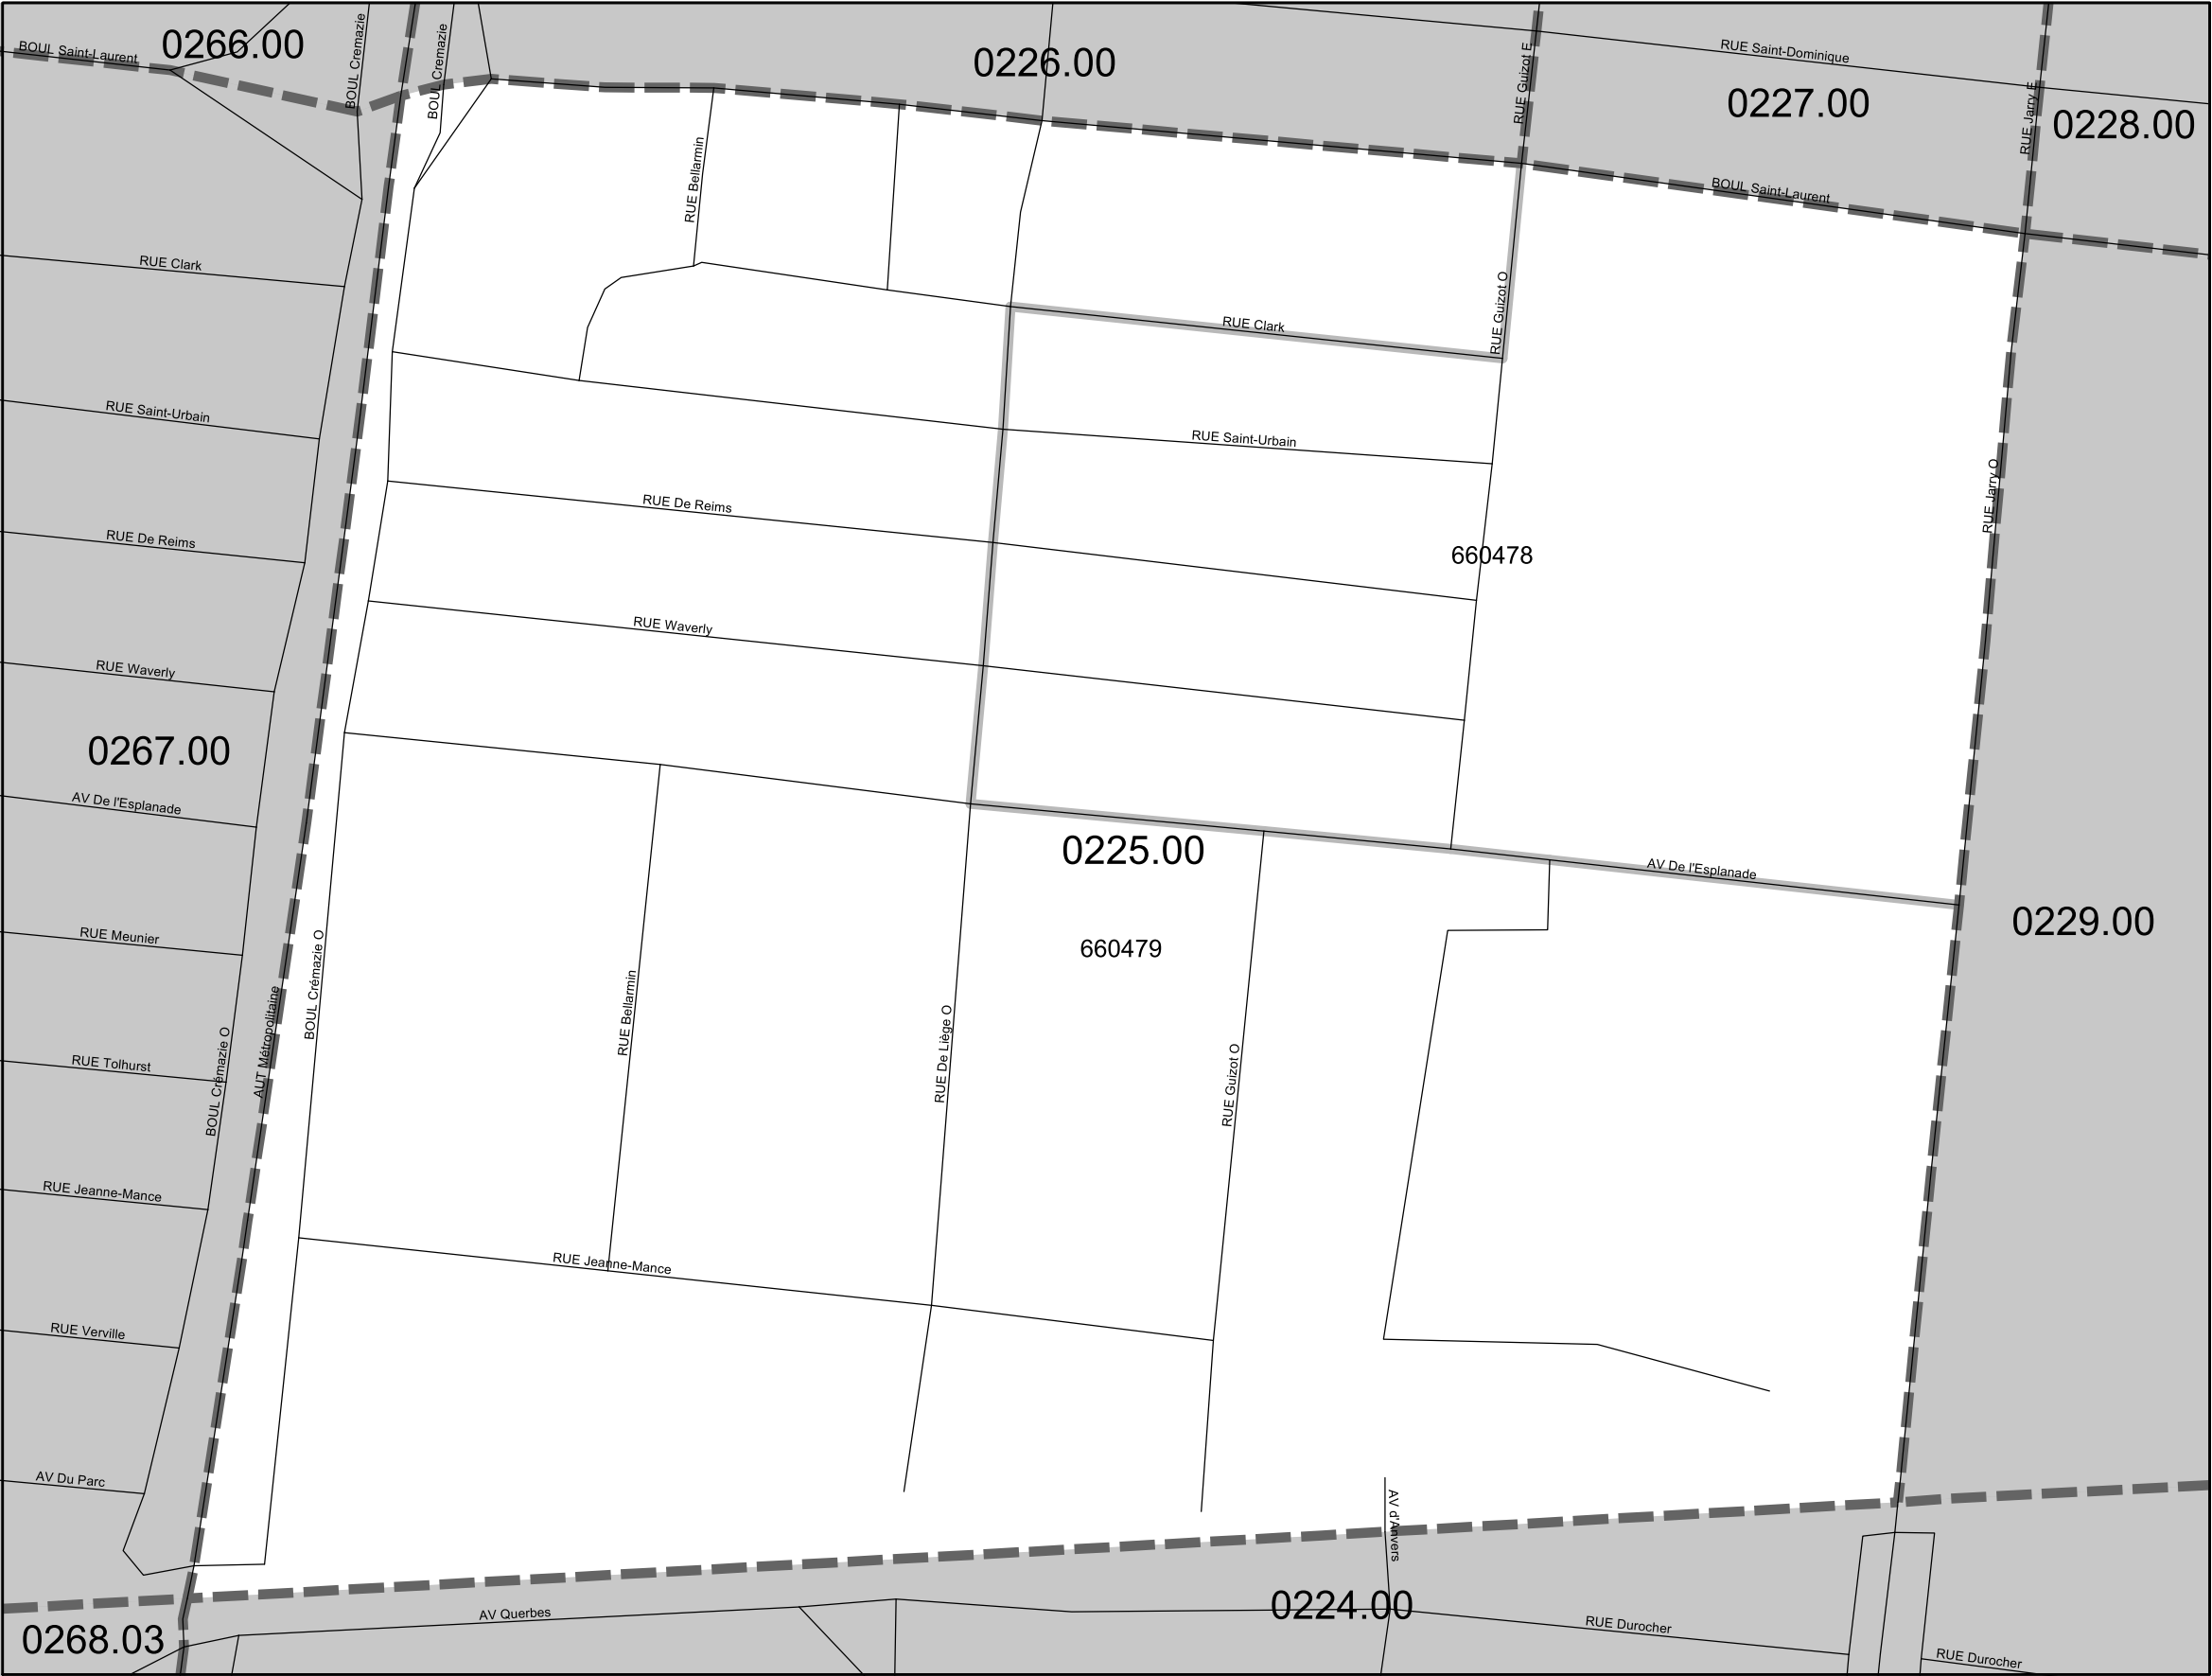 BOUL Saint-Laurent
0266.00
BOUL Cremazie
BOUL Cremazie
0226.00
RUE Guizot E
RUE Saint-Dominique
0227.00
RUE Jarry E
0228.00
BOUL Saint-Laurent
RUE Bellarmin
RUE Clark
RUE Clark
RUE Guizot O
RUE Saint-Urbain
RUE Saint-Urbain
RUE De Reims
RUE De Reims
RUE Jarry O
660478
RUE Waverly
RUE Waverly
0267.00
AV De l'Esplanade
0225.00
AV De l'Esplanade
0229.00
660479
RUE Meunier
BOUL Crémazie O
RUE Bellarmin
RUE De Liège O
RUE Guizot O
AUT Métropolitaine
BOUL Crémazie O
RUE Tolhurst
RUE Jeanne-Mance
RUE Jeanne-Mance
RUE Verville
AV Du Parc
AV d'Anvers
0224.00
AV Querbes
RUE Durocher
0268.03
RUE Durocher